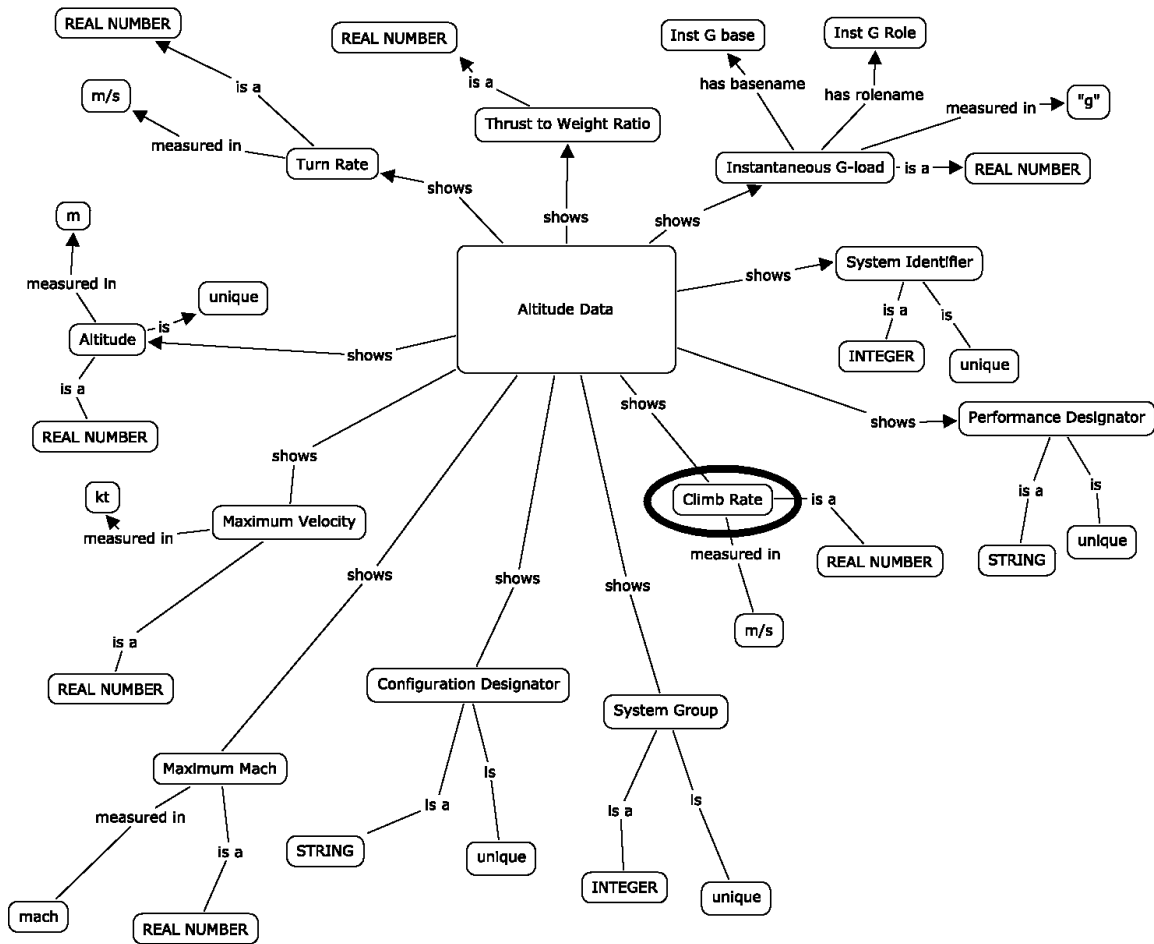 REAL NUMBER
REAL NUMBER
Inst G base
Inst G Role
is a
is a
m/s
has basename
has rolename
measured in
"g"
measured in
Thrust to Weight Ratio
Turn Rate
Instantaneous G-load
is a
REAL NUMBER
shows
shows
shows
m
measured in
unique
shows
System Identifier
Altitude Data
is
Altitude
shows
is a
is
INTEGER
unique
is a
REAL NUMBER
shows
shows
Performance Designator
shows
kt
measured in
Maximum Velocity
Climb Rate
is a
is a
is
measured in
REAL NUMBER
STRING
unique
shows
shows
shows
m/s
is a
REAL NUMBER
Configuration Designator
System Group
Maximum Mach
is
measured in
is a
is a
is a
is
STRING
unique
INTEGER
unique
mach
REAL NUMBER